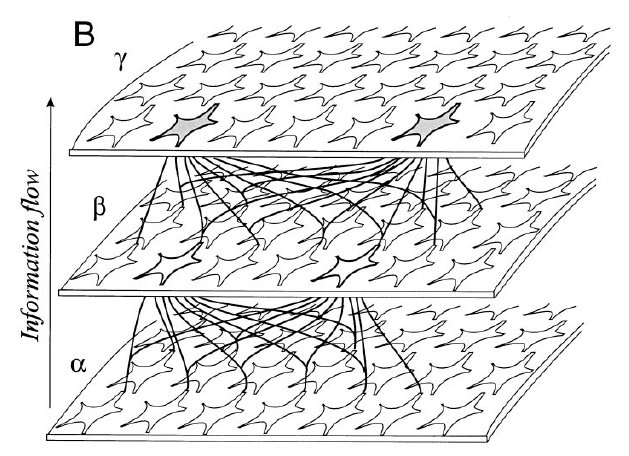 B
γ
β
Information flow
α